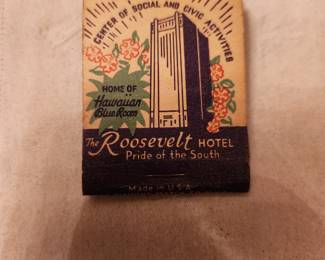 CENTER OF SOCIAL AND CIVIC ACTIVITIES
HOME OF
Hawaiian
Blue Room
The Roosevelt HOTEL
Pride of the South
Made in U.S.A.